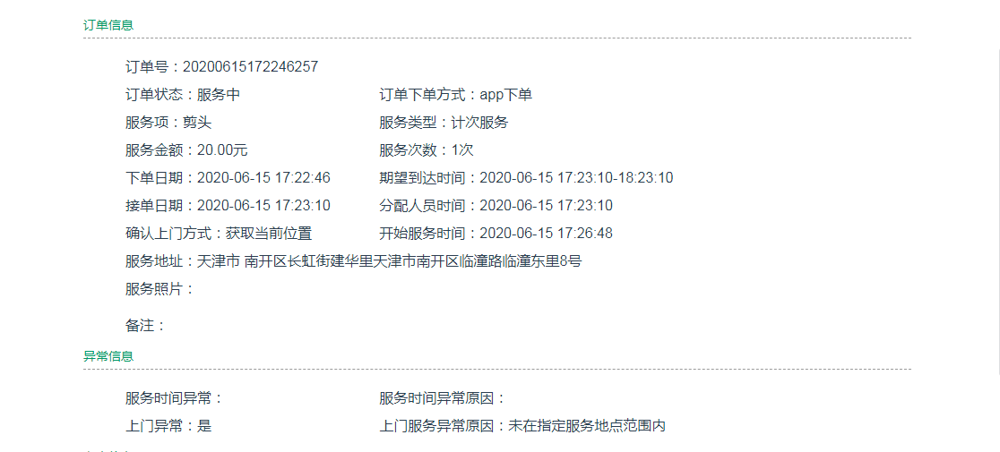 订单信息
订单号：20200615172246257
订单状态：服务中 订单下单方式：app下单
服务项：剪头 服务类型：计次服务
服务金额：20.00元 服务次数：1次
下单日期：2020-06-15 17:22:46 期望到达时间：2020-06-15 17:23:10-18:23:10
接单日期：2020-06-15 17:23:10 分配人员时间：2020-06-15 17:23:10
确认上门方式：获取当前位置 开始服务时间：2020-06-15 17:26:48
服务地址：天津市 南开区长虹街建华里天津市南开区临潼路临潼东里8号
服务照片：
备注：
异常信息
服务时间异常： 服务时间异常原因：
上门异常：是 上门服务异常原因：未在指定服务地点范围内